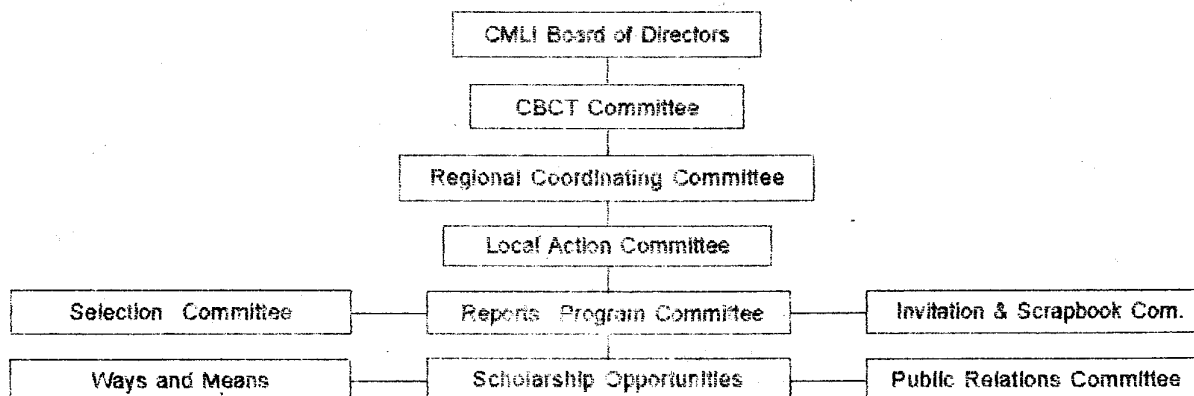 CMLI Board of Directors
CBCT Committee
Regional Coordinating Committee
Local Action Committee
Selection Committee
Reports Program Committee
Invitation & Scrapbook Com.
Ways and Means
Scholarship Opportunities
Public Relations Committee